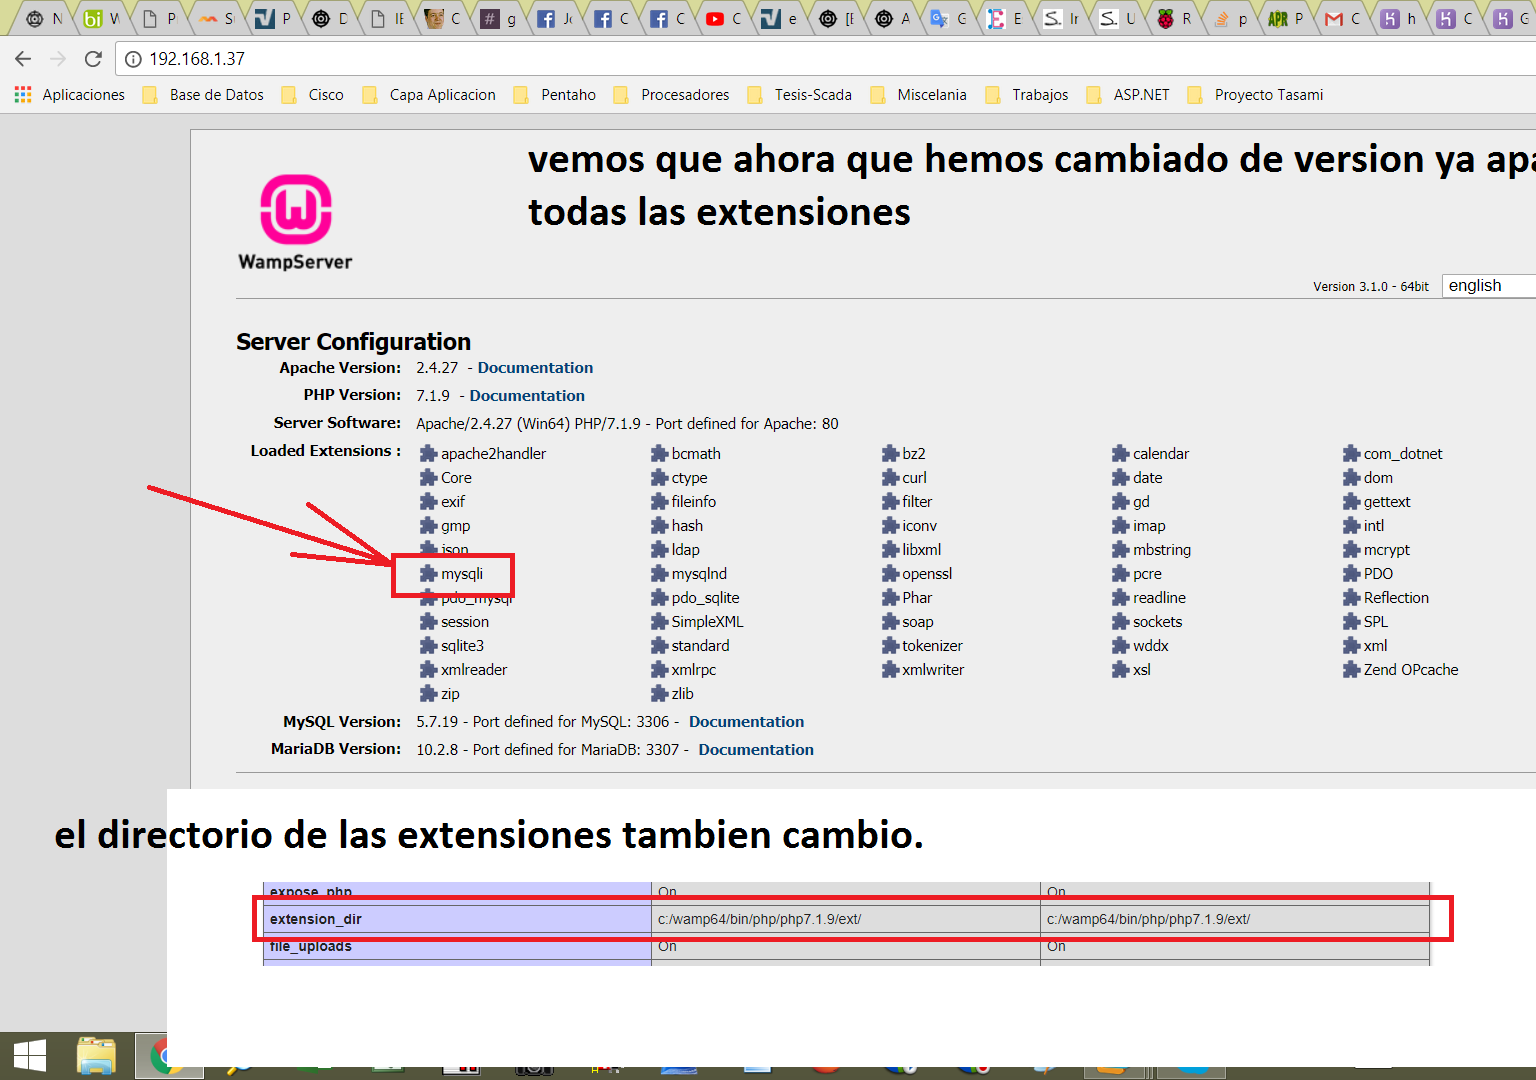 N
bi W
P
S
P
D
IE
C
# g
f Jo
f C
f C
C
e
[E
A
G
E
S. Ir
S. U
R
p
APR P
C
h
C
G
192.168.1.37
Aplicaciones Base de Datos Cisco Capa Aplicacion Pentaho Procesadores Tesis-Scada Miscelania Trabajos ASP.NET Proyecto Tasami
vemos que ahora que hemos cambiado de version ya apa
todas las extensiones
WampServer
Version 3.1.0 - 64bit english
Server Configuration
Apache Version: 2.4.27 - Documentation
PHP Version: 7.1.9 - Documentation
Server Software: Apache/2.4.27 (Win64) PHP/7.1.9 - Port defined for Apache: 80
Loaded Extensions : apache2handler bcmath bz2 calendar com_dotnet
Core ctype curl date dom
exif fileinfo filter gd gettext
gmp hash iconv imap intl
json ldap libxml mbstring mcrypt
mysqli mysqlnd openssl pcre PDO
pdo_mysql pdo_sqlite Phar readline Reflection
session SimpleXML soap sockets SPL
sqlite3 standard tokenizer wddx xml
xmlreader xmlrpc xmlwriter xsl Zend OPcache
zip zlib
MySQL Version: 5.7.19 - Port defined for MySQL: 3306 - Documentation
MariaDB Version: 10.2.8 - Port defined for MariaDB: 3307 - Documentation
el directorio de las extensiones tambien cambio.
expose_php On On
extension_dir c:/wamp64/bin/php/php7.1.9/ext/ c:/wamp64/bin/php/php7.1.9/ext/
file_uploads On On